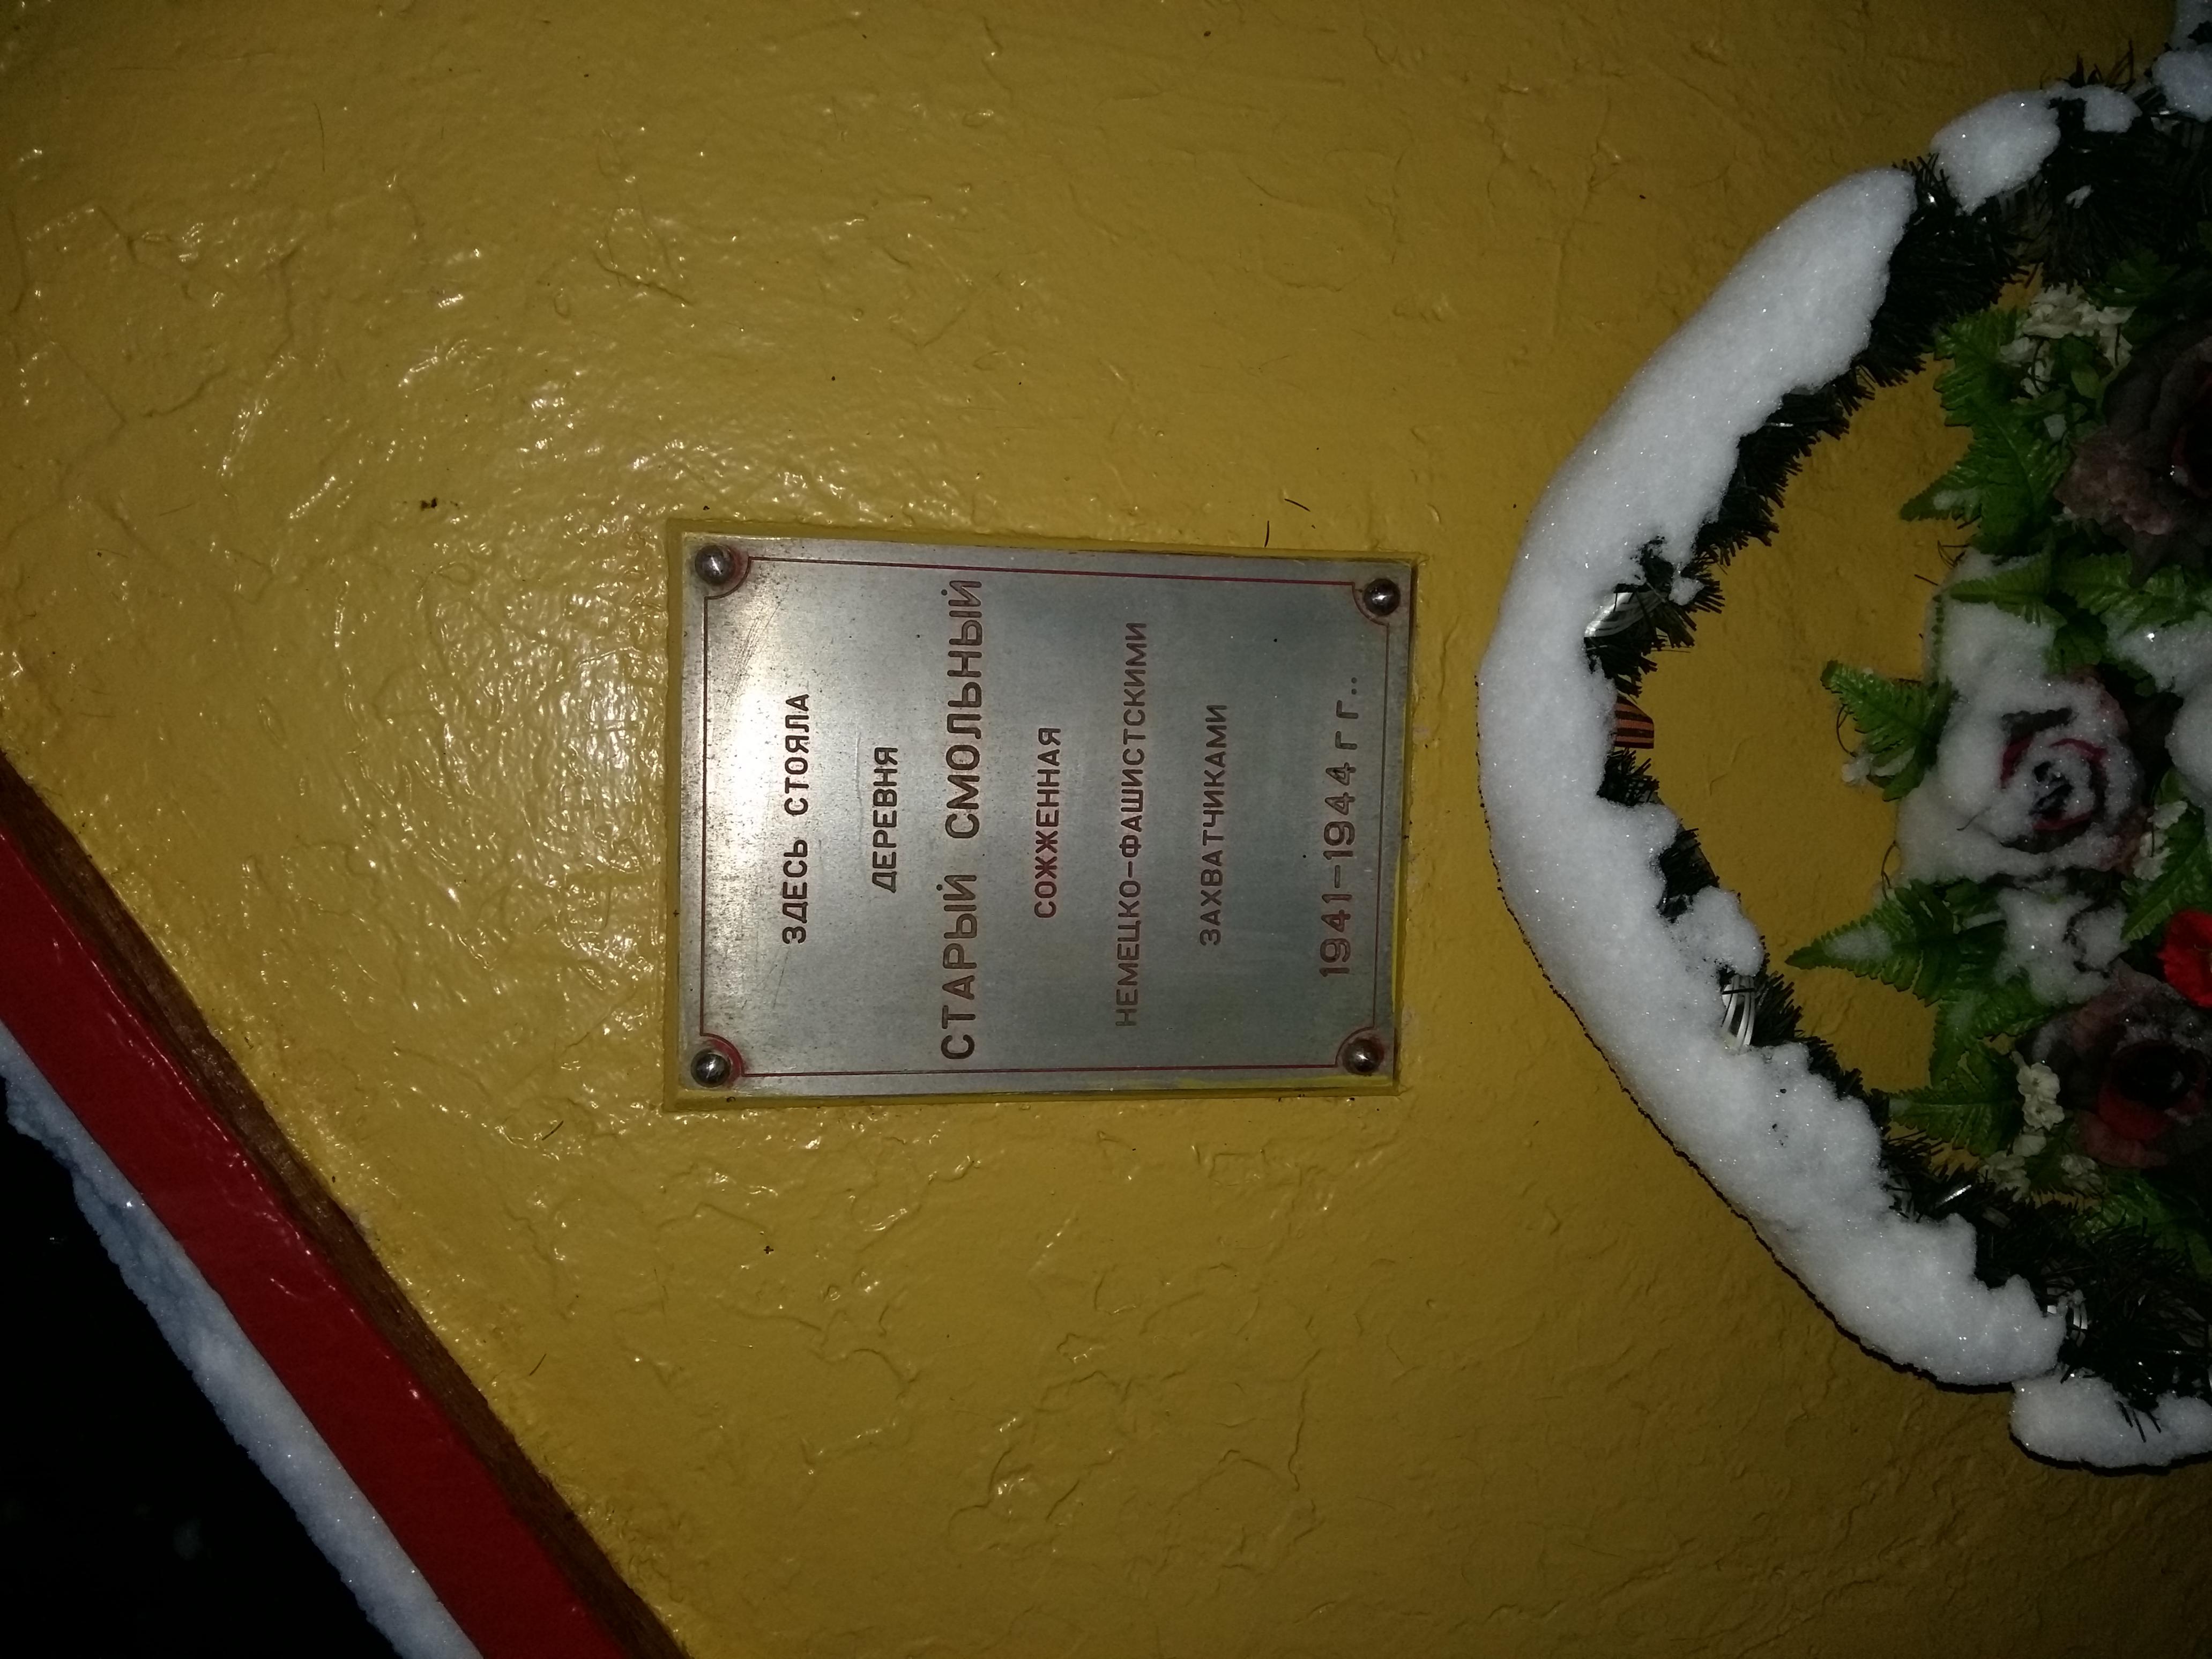 ЗДЕСЬ СТОЯЛА
ДЕРЕВНЯ
СТАРЫЙ СМОЛЬНЫЙ
СОЖЖЕННАЯ
НЕМЕЦКО-ФАШИСТСКИМИ
ЗАХВАТЧИКАМИ
1941-1944 г г..